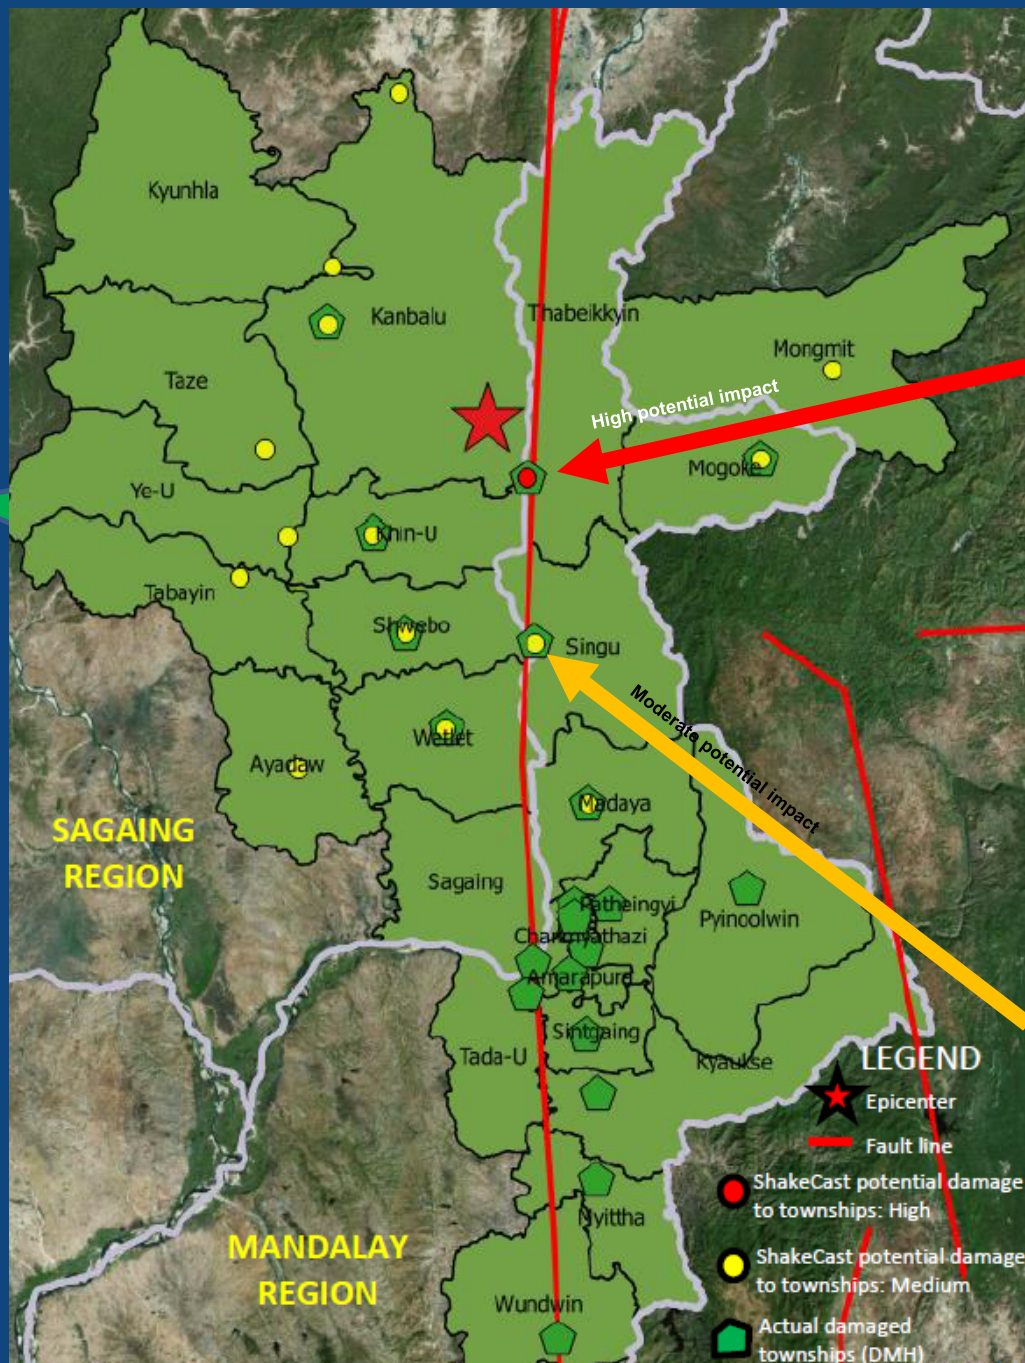 Kyunhla
Kanbalu
Thabeikkyin
Mongmit
Taze
High potential impact
Mogoke
Ye-U
Khin-U
Tabayin
Shwebo
Singu
Moderate potential impact
Wetlet
Ayadaw
Madaya
SAGAING
REGION
Sagaing
Patheingyi
Pyinoolwin
Chanmyathazi
Amarapura
Sintgaing
Tada-U
Kyaukse
LEGEND
Epicenter
Fault line
ShakeCast potential damage
to townships: High
Nyittha
MANDALAY
REGION
ShakeCast potential damage
to townships: Medium
Wundwin
Actual damaged
townships (DMH)